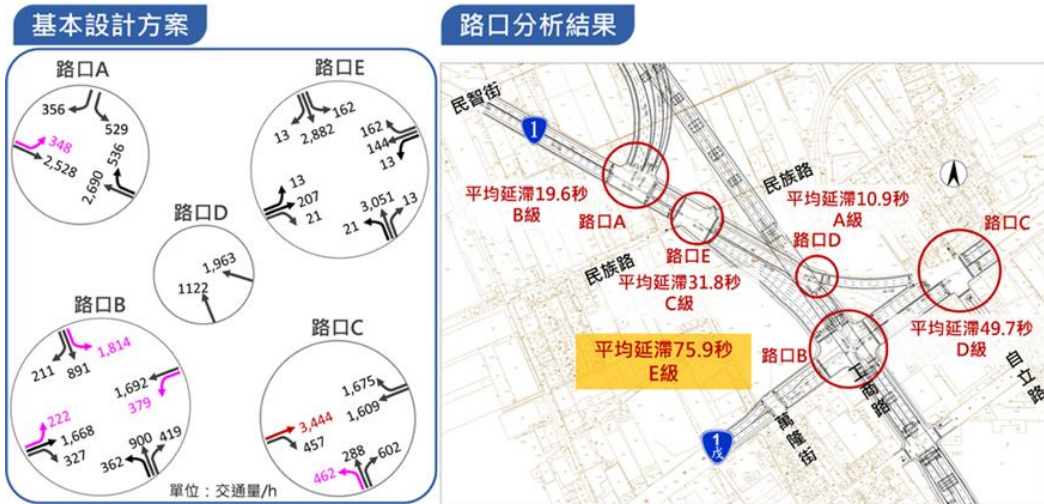 基本設計方案
路口A
356
529
348
2,528
536
2,690
路口E
13
2,882
162
162
144
13
13
207
21
3,051
13
21
路口D
1,963
1122
路口B
211
891
1,814
1,692
379
222
1,668
327
900
419
362
路口C
1,675
1,609
3,444
457
288
602
462
單位：交通量/h
路口分析結果
民智街
1
平均延滯19.6秒
B級
路口A
民族路
平均延滯10.9秒
A級
路口D
路口C
路口E
民族路
平均延滯31.8秒
C級
平均延滯49.7秒
D級
平均延滯75.9秒
E級
路口B
工商路
自立路
萬隆街
1
戊